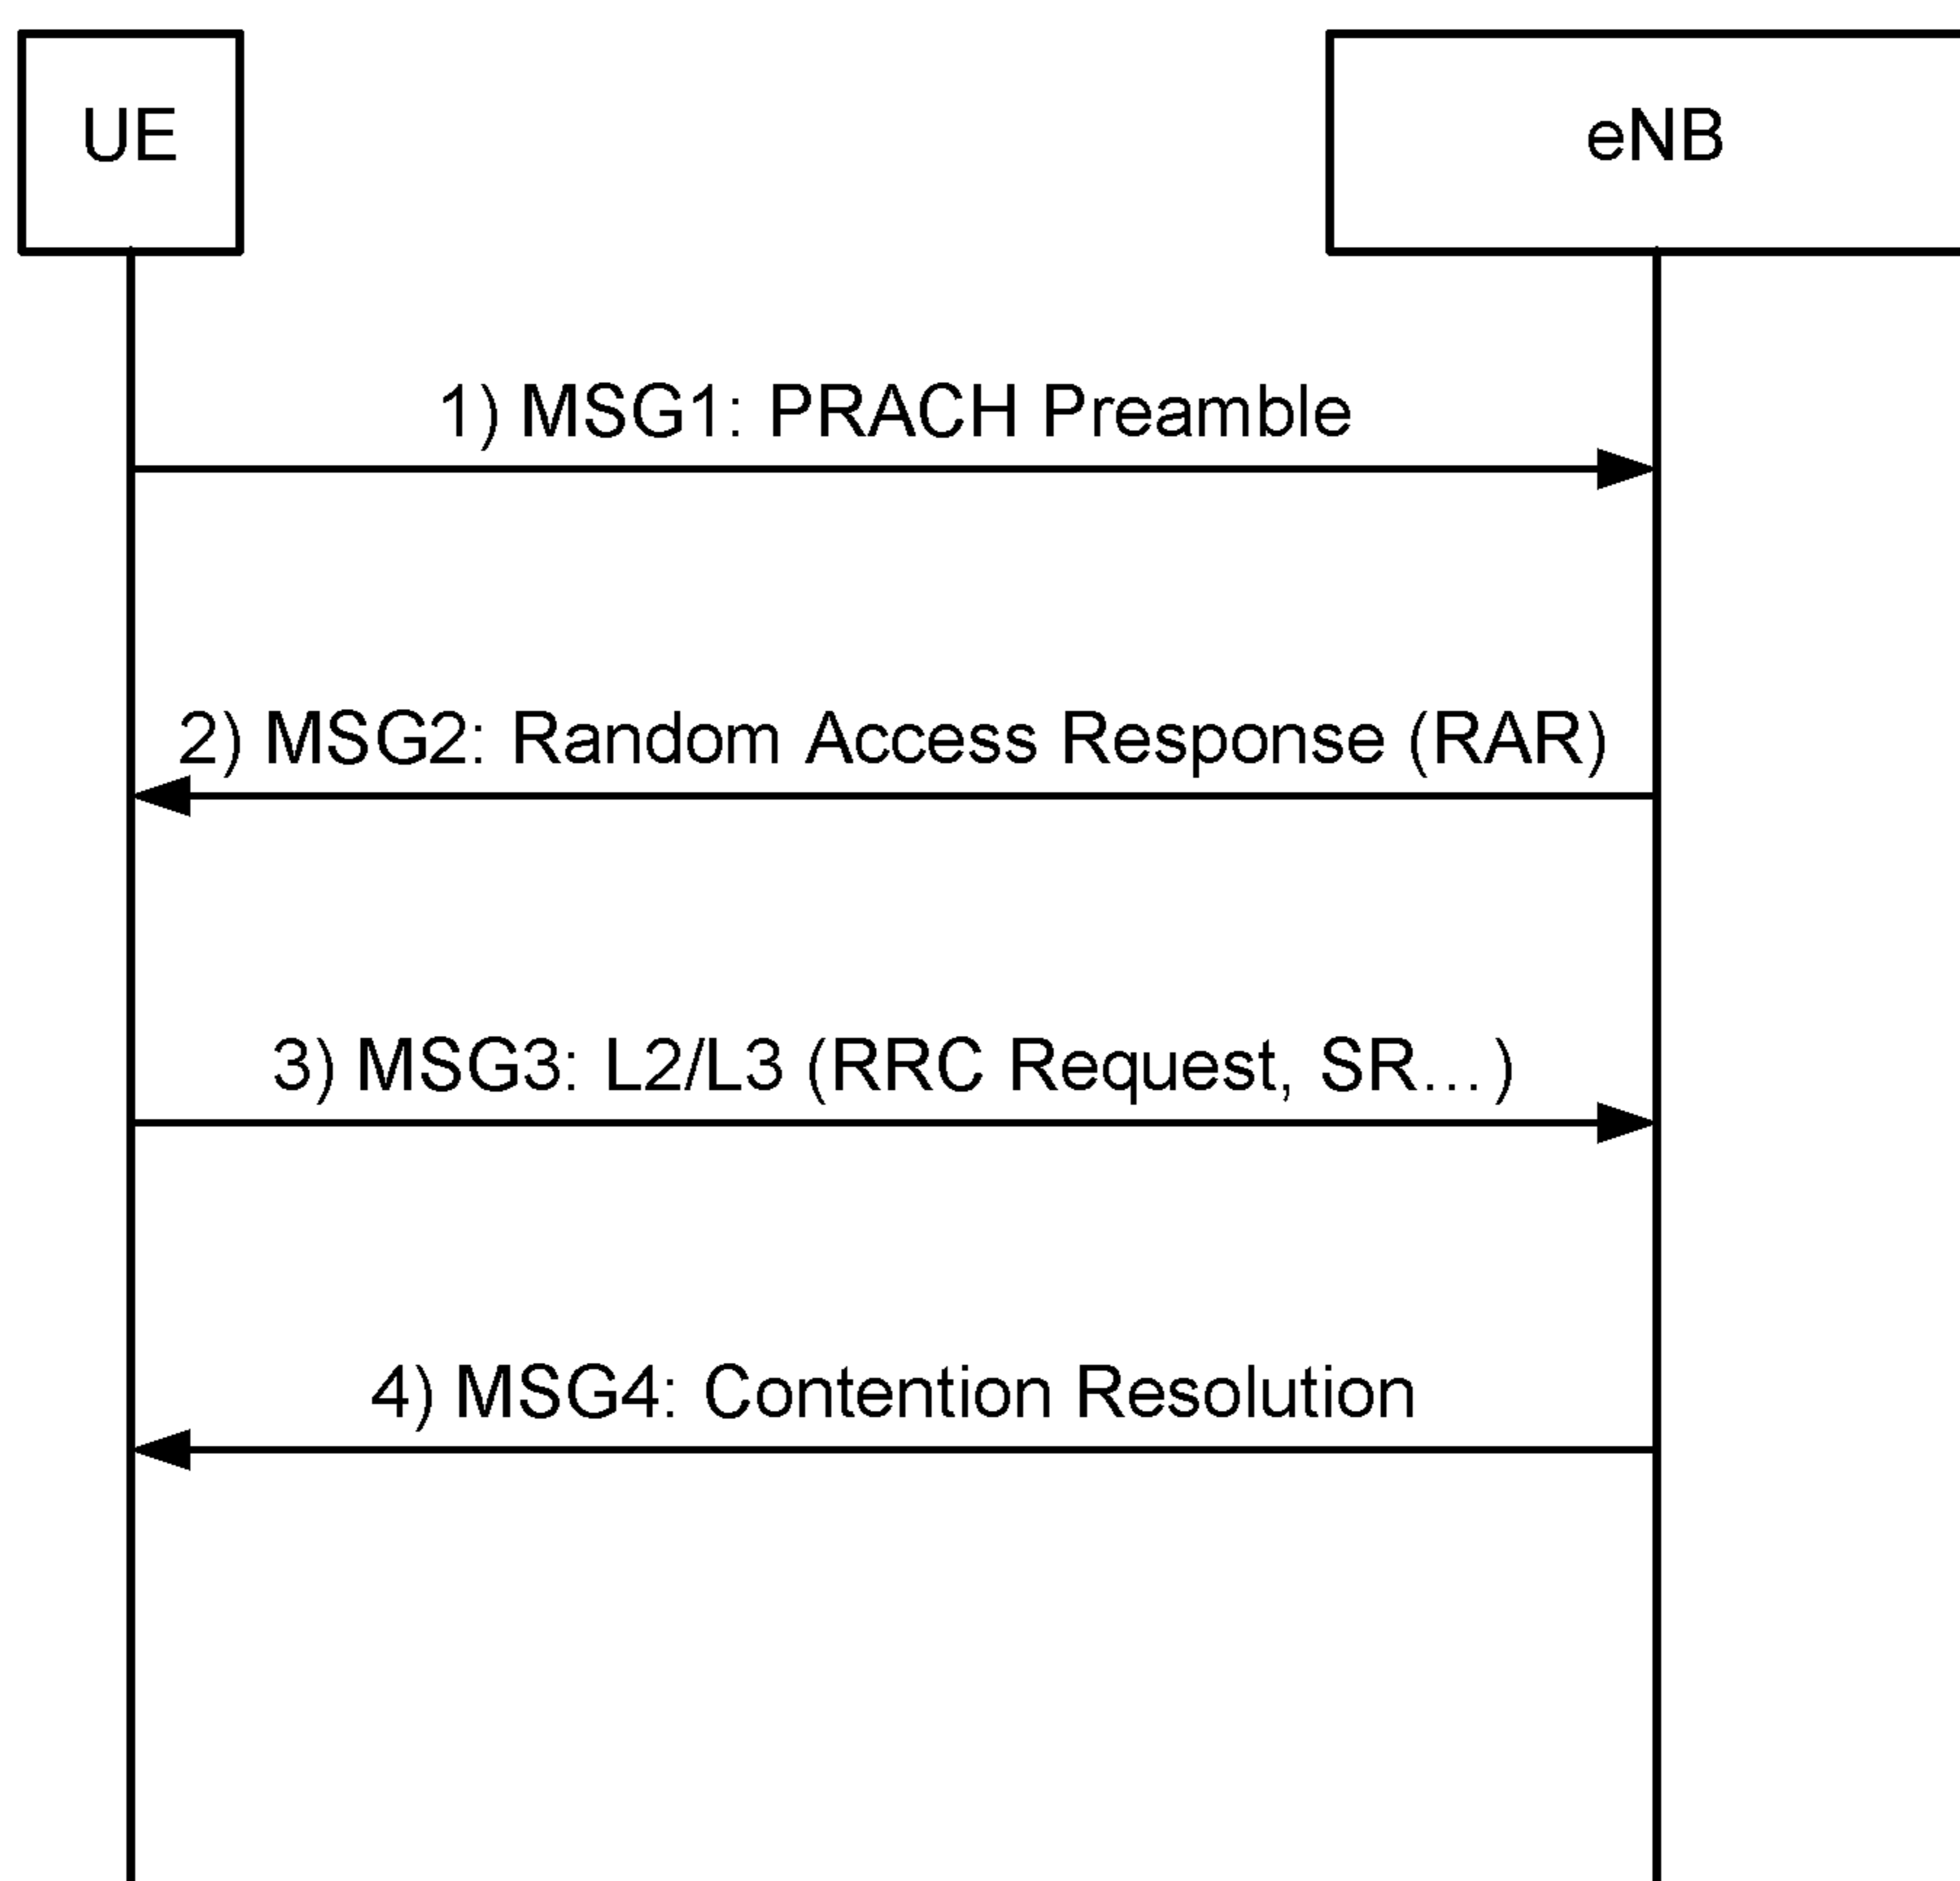 UE
eNB
1) MSG1: PRACH Preamble
2) MSG2: Random Access Response (RAR)
3) MSG3: L2/L3 (RRC Request, SR...)
4) MSG4: Contention Resolution